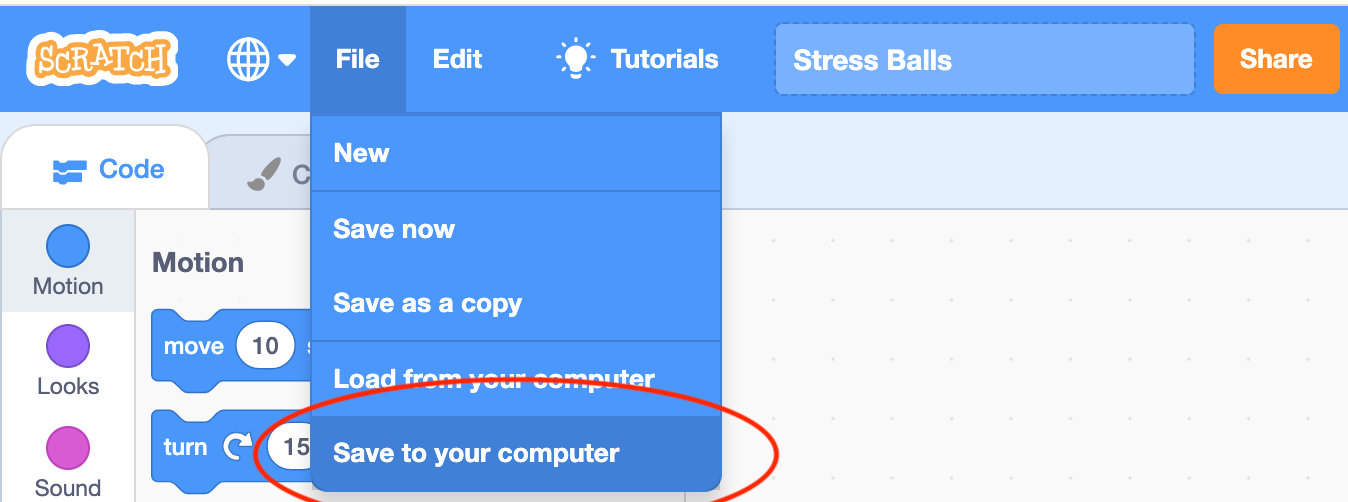 SCRATCH File Edit Tutorials Stress Balls Share
Code C
New
Save now
Save as a copy
Load from your computer
Save to your computer
Motion
Looks
Sound
Motion
move 10 s
turn 15